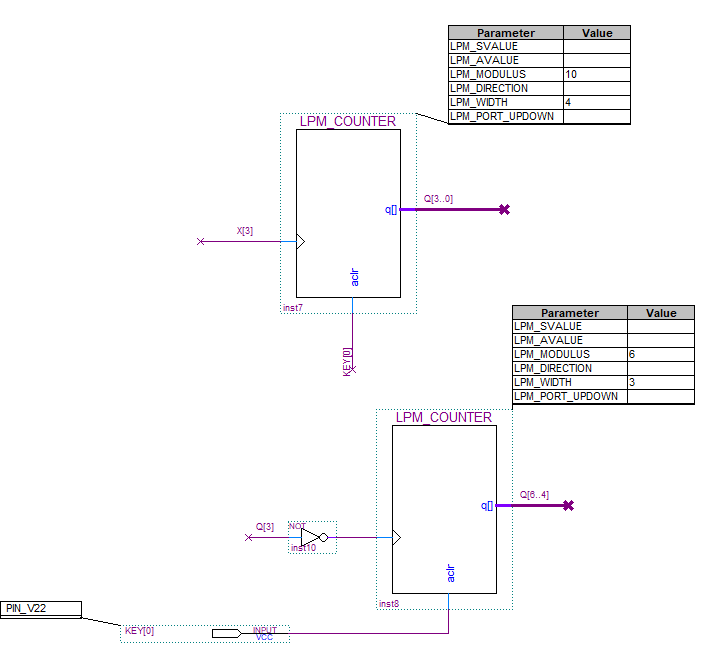 Parameter Value
LPM_SVALUE
LPM_AVALUE
LPM_MODULUS 10
LPM_DIRECTION
LPM_WIDTH 4
LPM_PORT_UPDOWN
LPM_COUNTER
Q[3..0]
q[]
X[3]
aclr
inst7
KEY[0]
Parameter Value
LPM_SVALUE
LPM_AVALUE
LPM_MODULUS 6
LPM_DIRECTION
LPM_WIDTH 3
LPM_PORT_UPDOWN
LPM_COUNTER
Q[6..4]
q[]
Q[3]
NOT
inst10
aclr
inst8
PIN_V22
KEY[0]
INPUT
VCC